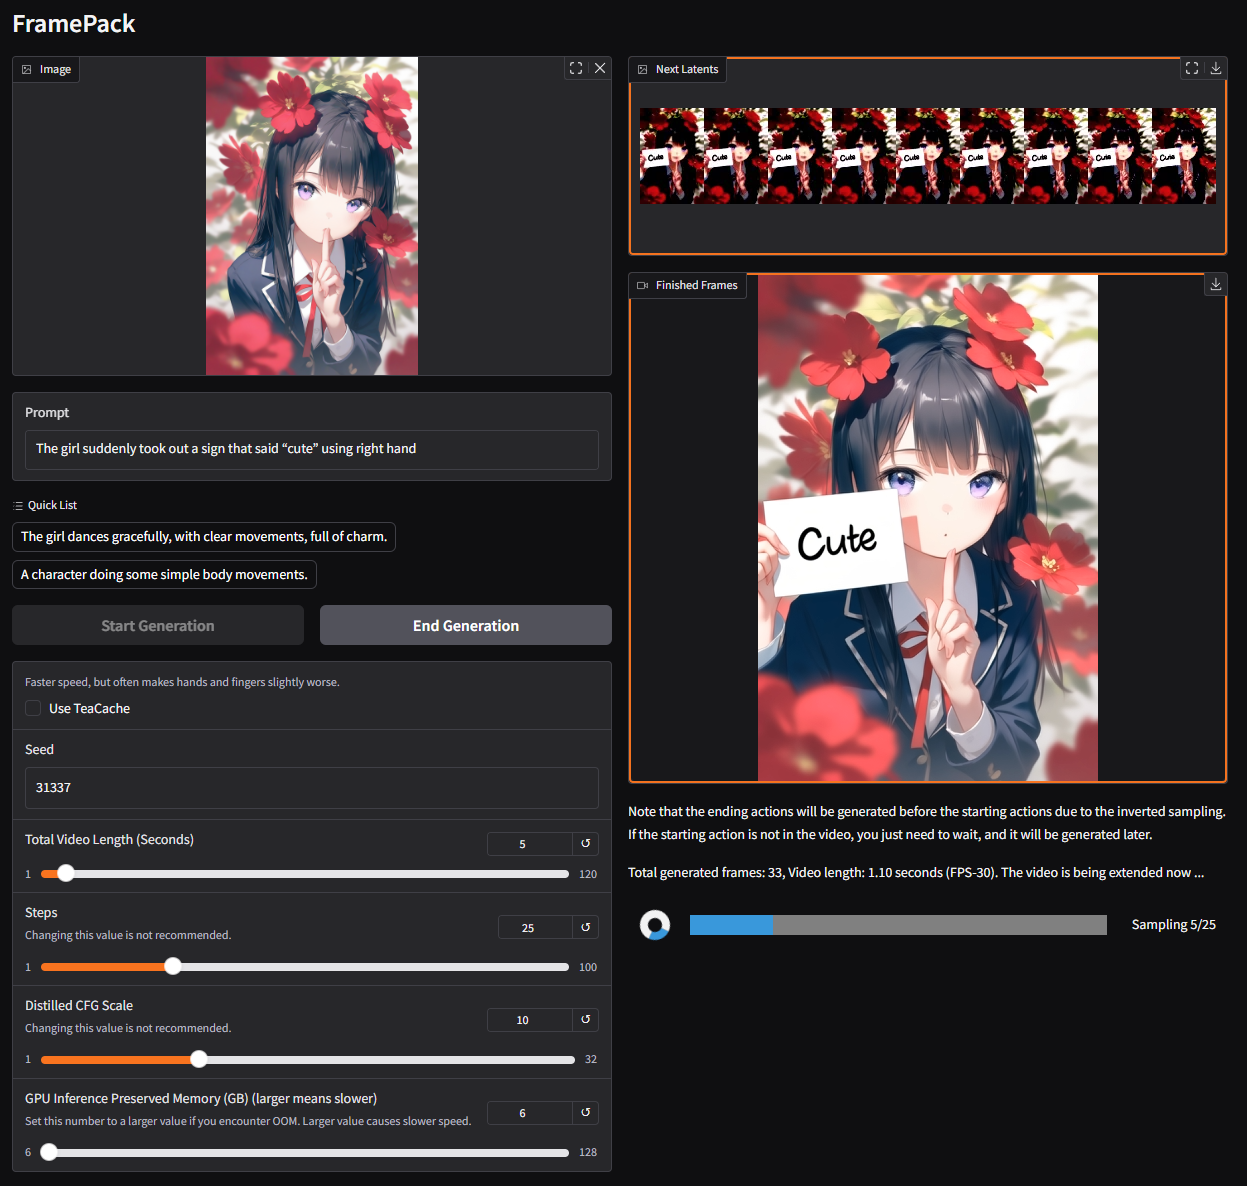 FramePack
Image
Prompt
The girl suddenly took out a sign that said “cute” using right hand
Quick List
The girl dances gracefully, with clear movements, full of charm.
A character doing some simple body movements.
Start Generation
End Generation
Faster speed, but often makes hands and fingers slightly worse.
Use TeaCache
Seed
31337
Total Video Length (Seconds)
5
1
120
Steps
Changing this value is not recommended.
25
1
100
Distilled CFG Scale
Changing this value is not recommended.
10
1
32
GPU Inference Preserved Memory (GB) (larger means slower)
Set this number to a larger value if you encounter OOM. Larger value causes slower speed.
6
6
128
Next Latents
Cute Cute Cute Cute Cute Cute Cute Cute Cute
Finished Frames
Cute
Note that the ending actions will be generated before the starting actions due to the inverted sampling.
If the starting action is not in the video, you just need to wait, and it will be generated later.
Total generated frames: 33, Video length: 1.10 seconds (FPS-30). The video is being extended now ...
Sampling 5/25